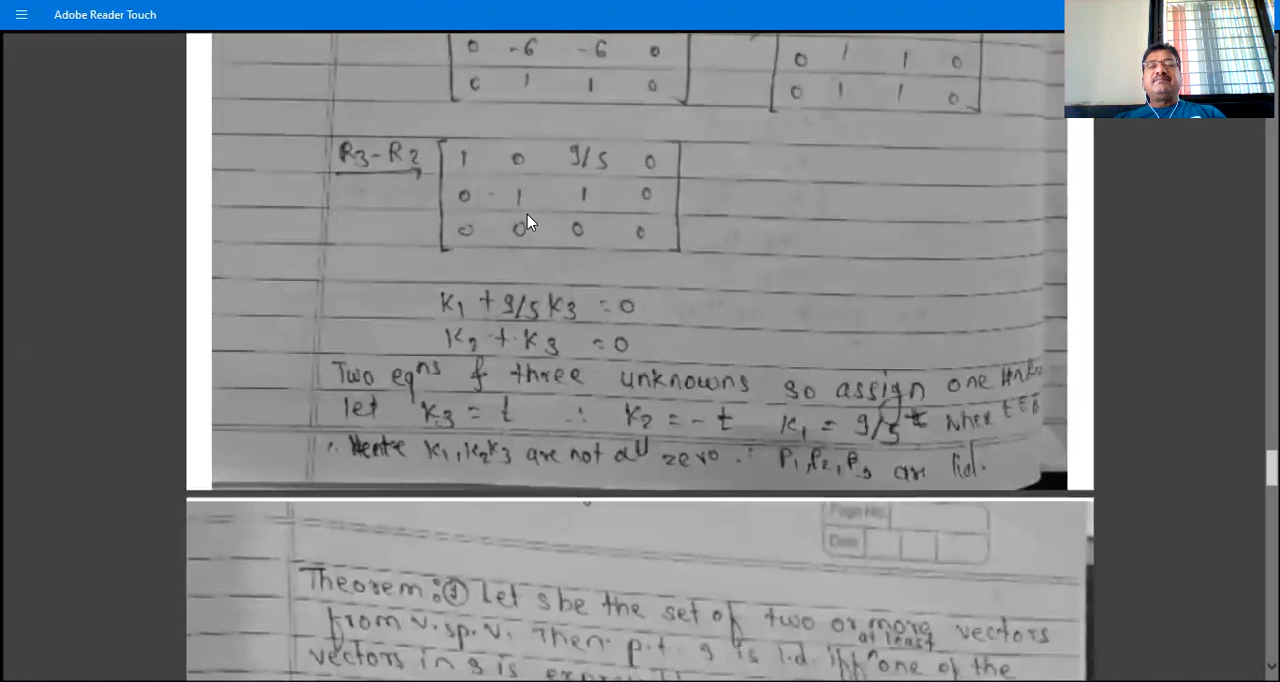 Adobe Reader Touch
0 -6 -6 0
0 1 1 0
0 1 1 0
0 1 1 0
R3-R2 1 0 9/5 0
0 1 1 0
0 0 0 0
K1 + 9/5 K3 = 0
K2 + K3 = 0
Two eqns & three unknowns so assign one
let K3 = t ∴ K2 = -t K1 = 9/5 t where
∴ Hence K1, K2 K3 are not all zero ∴ P1, P2, P3 are l.d.
Page No.
Date
Theorem: ① Let S be the set of two or more vectors
from v. sp. V. Then p.t S is l.d. iff at least one of the
vectors in S is